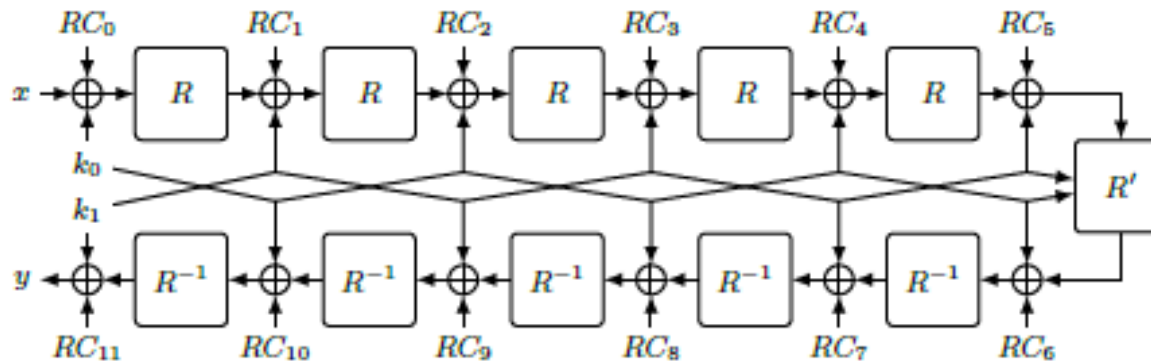 RC₀ RC₁ RC₂ RC₃ RC₄ RC₅
x R R R R R
k₀
R′
k₁
y R⁻¹ R⁻¹ R⁻¹ R⁻¹ R⁻¹
RC₁₁ RC₁₀ RC₉ RC₈ RC₇ RC₆